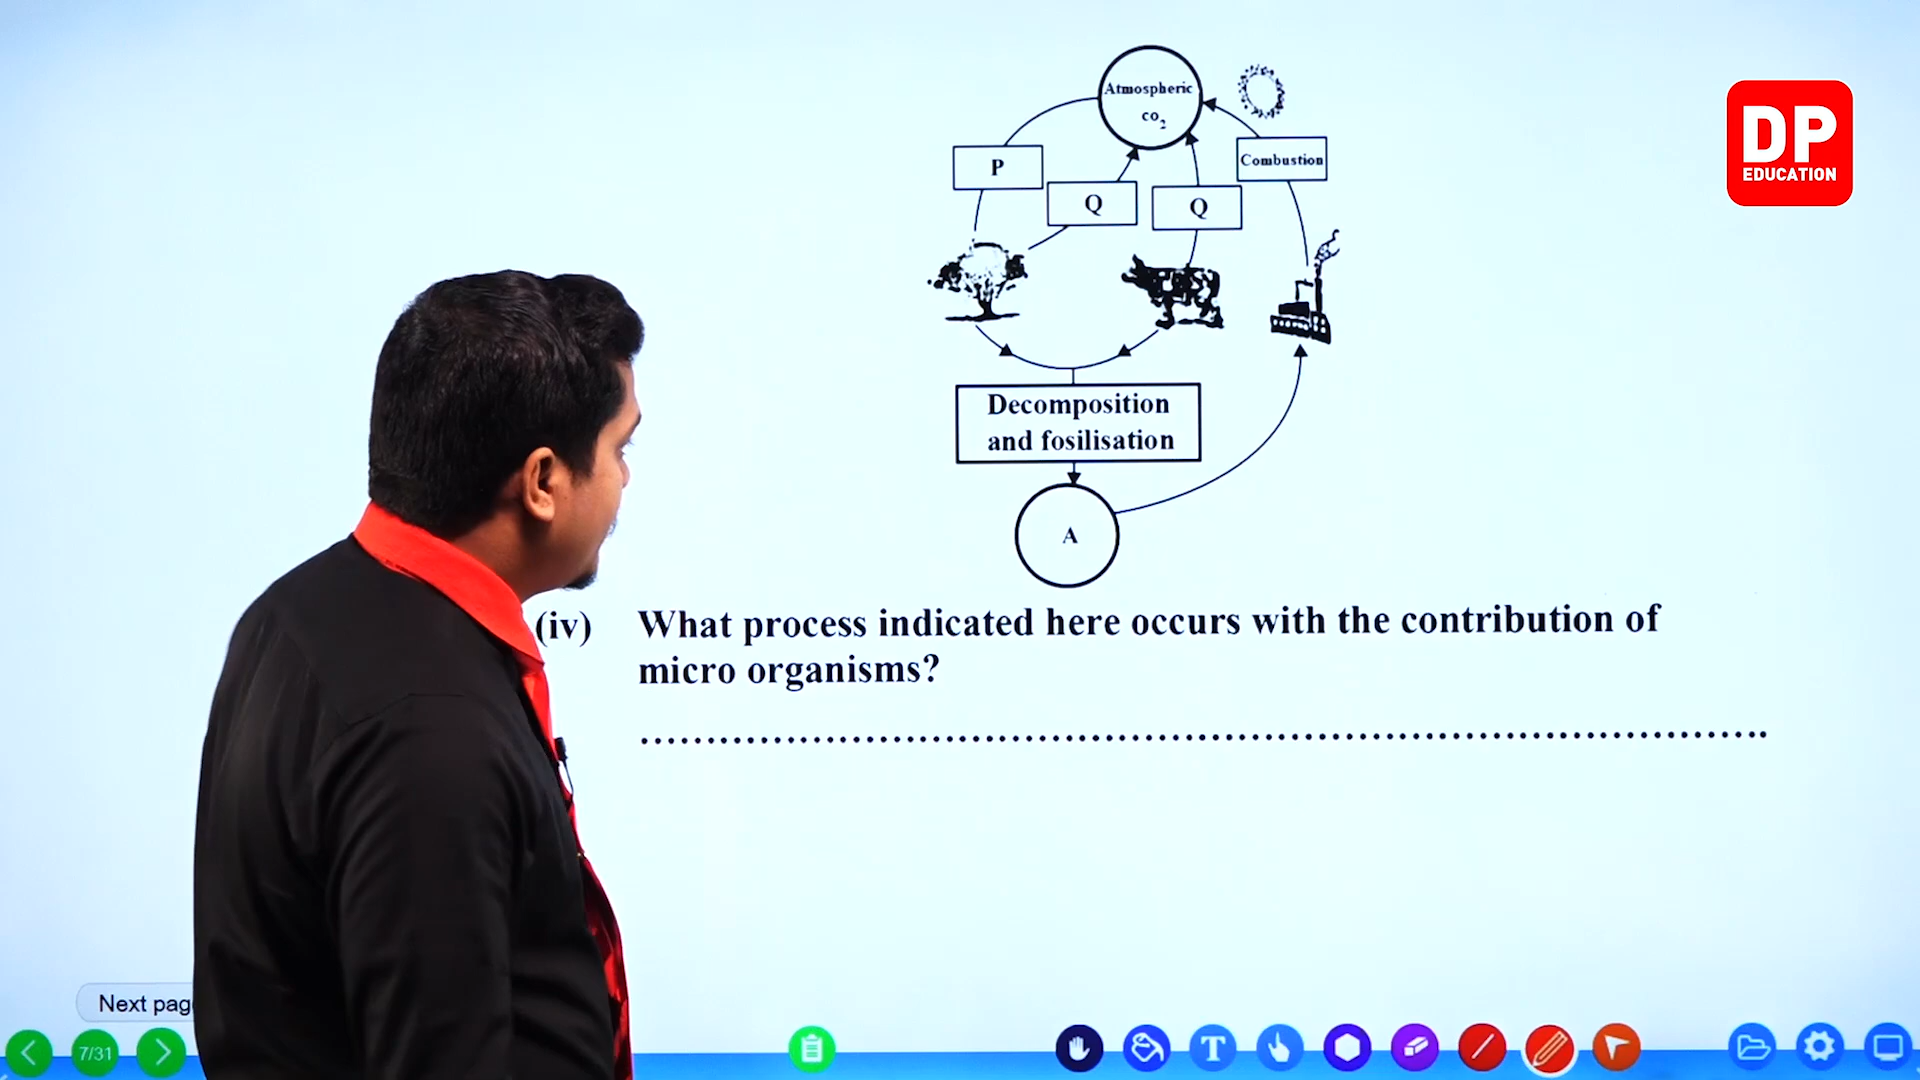 Atmospheric
co2
DP
EDUCATION
P
Combustion
Q
Q
Decomposition
and fosilisation
A
(iv) What process indicated here occurs with the contribution of
micro organisms?
Next pag
7/31
T